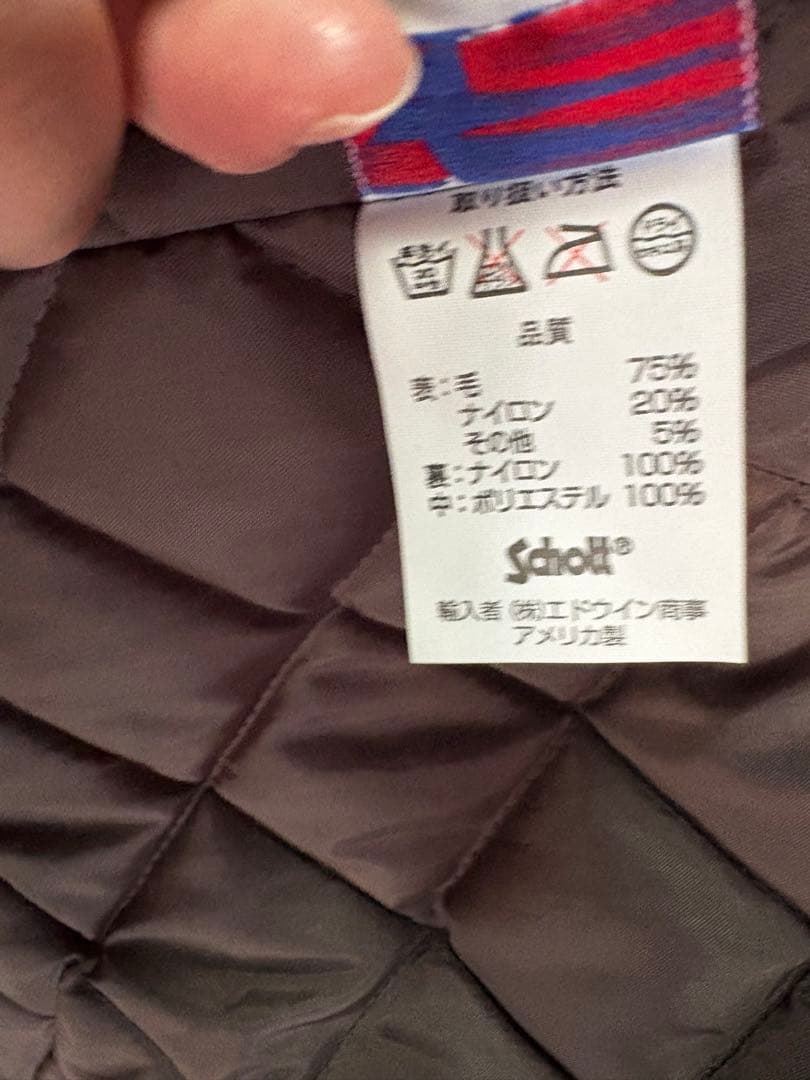 取り扱い方法
品質
表：毛 75%
ナイロン 20%
その他 5%
裏：ナイロン 100%
中：ポリエステル 100%
Schott®
輸入者 (株)エドウイン商事
アメリカ製